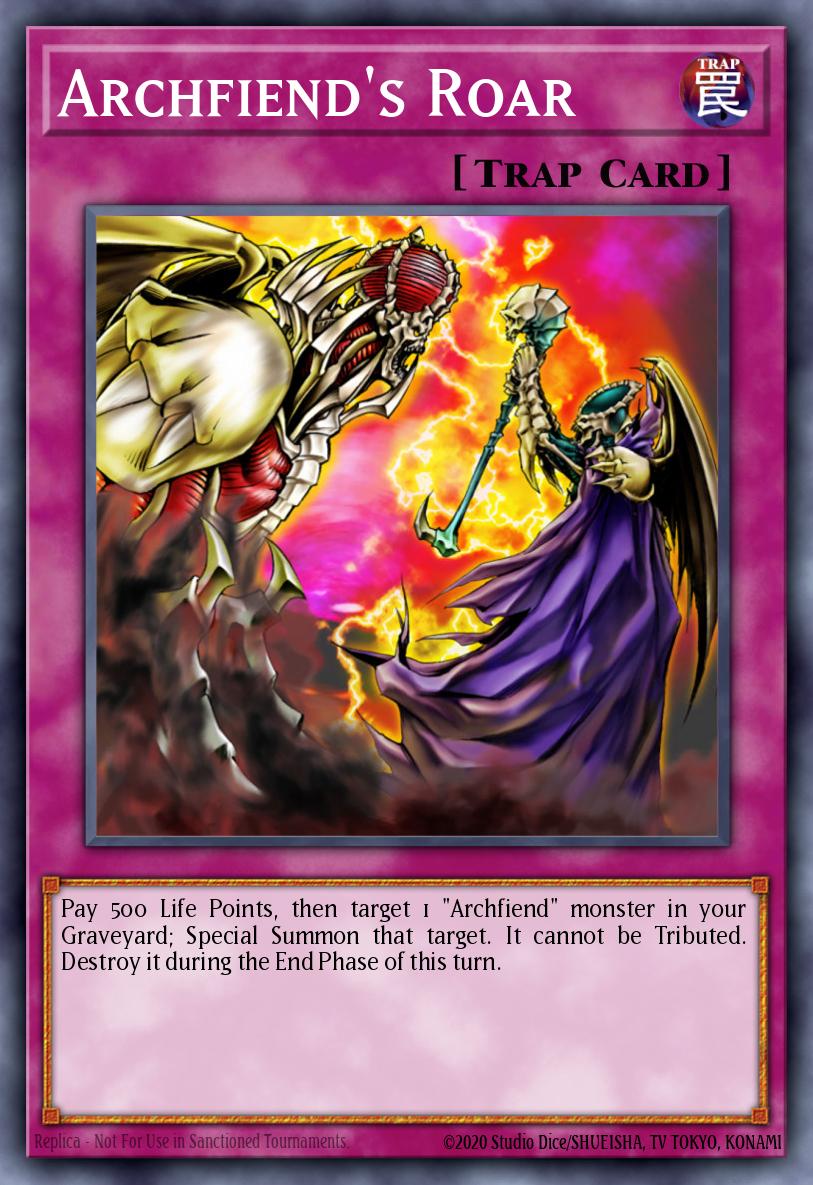 Archfiend's Roar
TRAP
罠
[Trap Card]
Pay 500 Life Points, then target 1 "Archfiend" monster in your
Graveyard; Special Summon that target. It cannot be Tributed.
Destroy it during the End Phase of this turn.
Replica - Not For Use in Sanctioned Tournaments.
©2020 Studio Dice/SHUEISHA, TV TOKYO, KONAMI